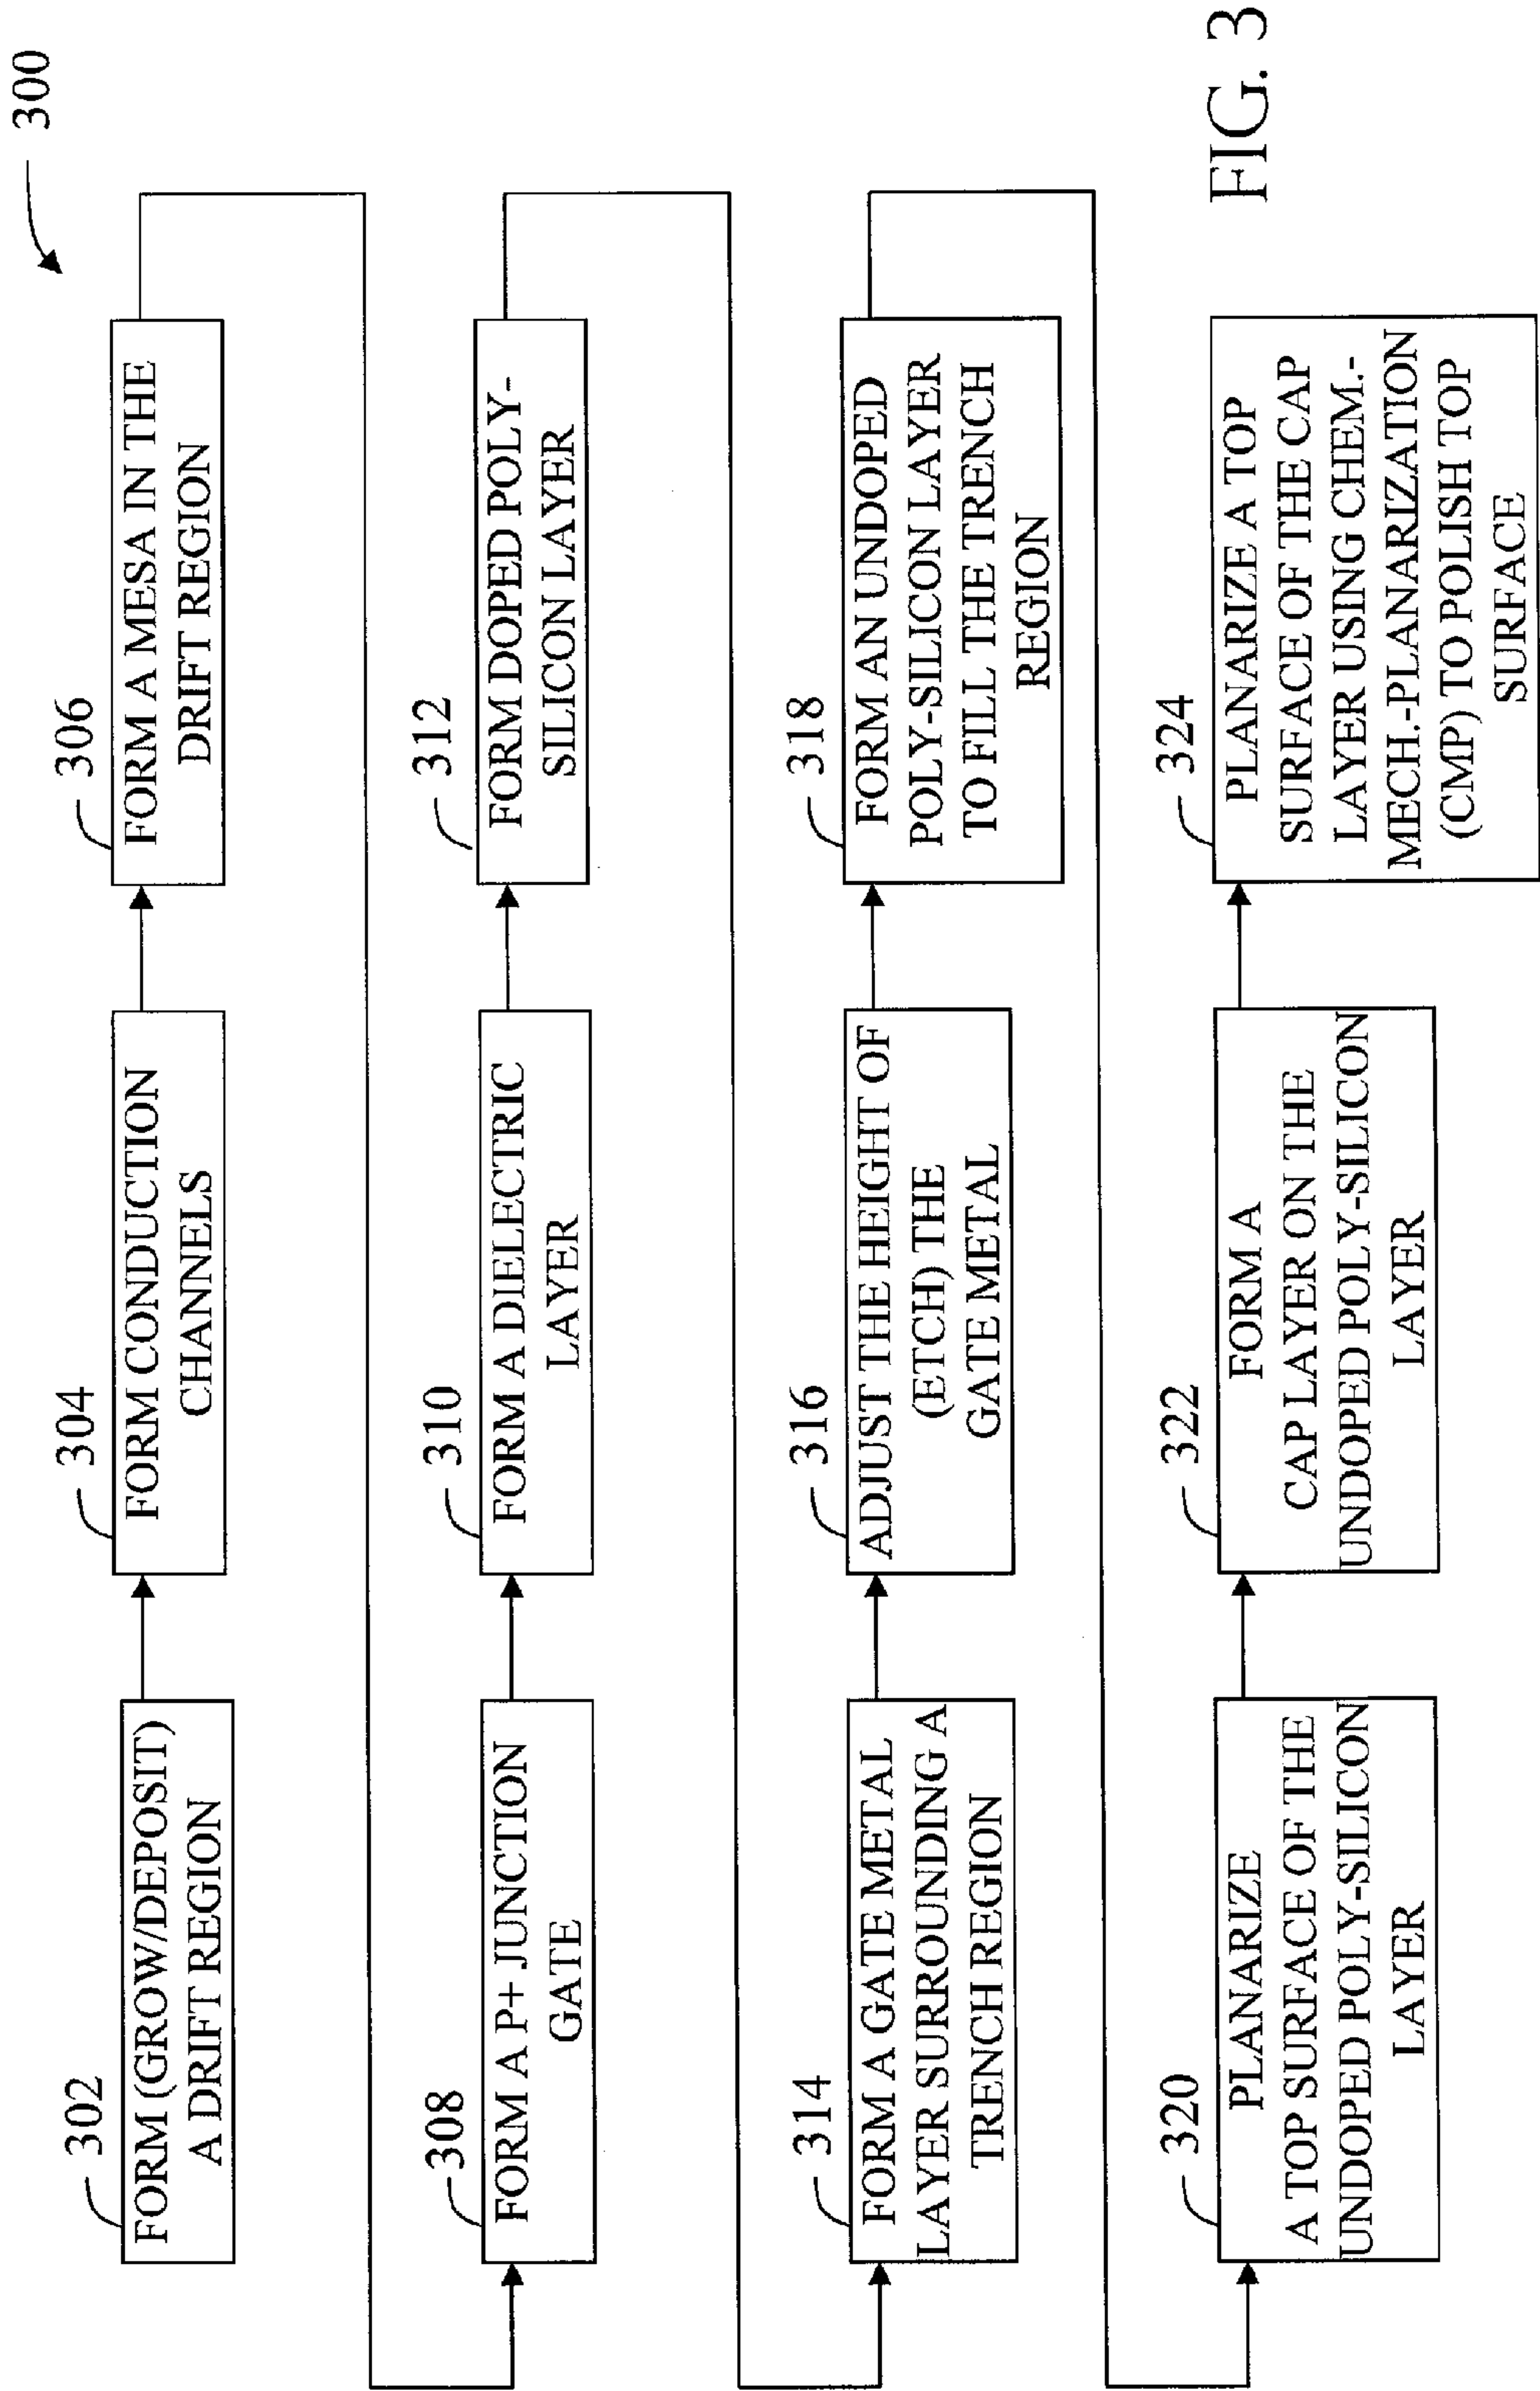 300
302
FORM (GROW/DEPOSIT)
A DRIFT REGION
304
FORM CONDUCTION
CHANNELS
306
FORM A MESA IN THE
DRIFT REGION
308
FORM A P+ JUNCTION
GATE
310
FORM A DIELECTRIC
LAYER
312
FORM DOPED POLY-
SILICON LAYER
314
FORM A GATE METAL
LAYER SURROUNDING A
TRENCH REGION
316
ADJUST THE HEIGHT OF
(ETCH) THE
GATE METAL
318
FORM AN UNDOPED
POLY-SILICON LAYER
TO FILL THE TRENCH
REGION
320
PLANARIZE
A TOP SURFACE OF THE
UNDOPED POLY-SILICON
LAYER
322
FORM A
CAP LAYER ON THE
UNDOPED POLY-SILICON
LAYER
324
PLANARIZE A TOP
SURFACE OF THE CAP
LAYER USING CHEM.-
MECH.-PLANARIZATION
(CMP) TO POLISH TOP
SURFACE
FIG. 3